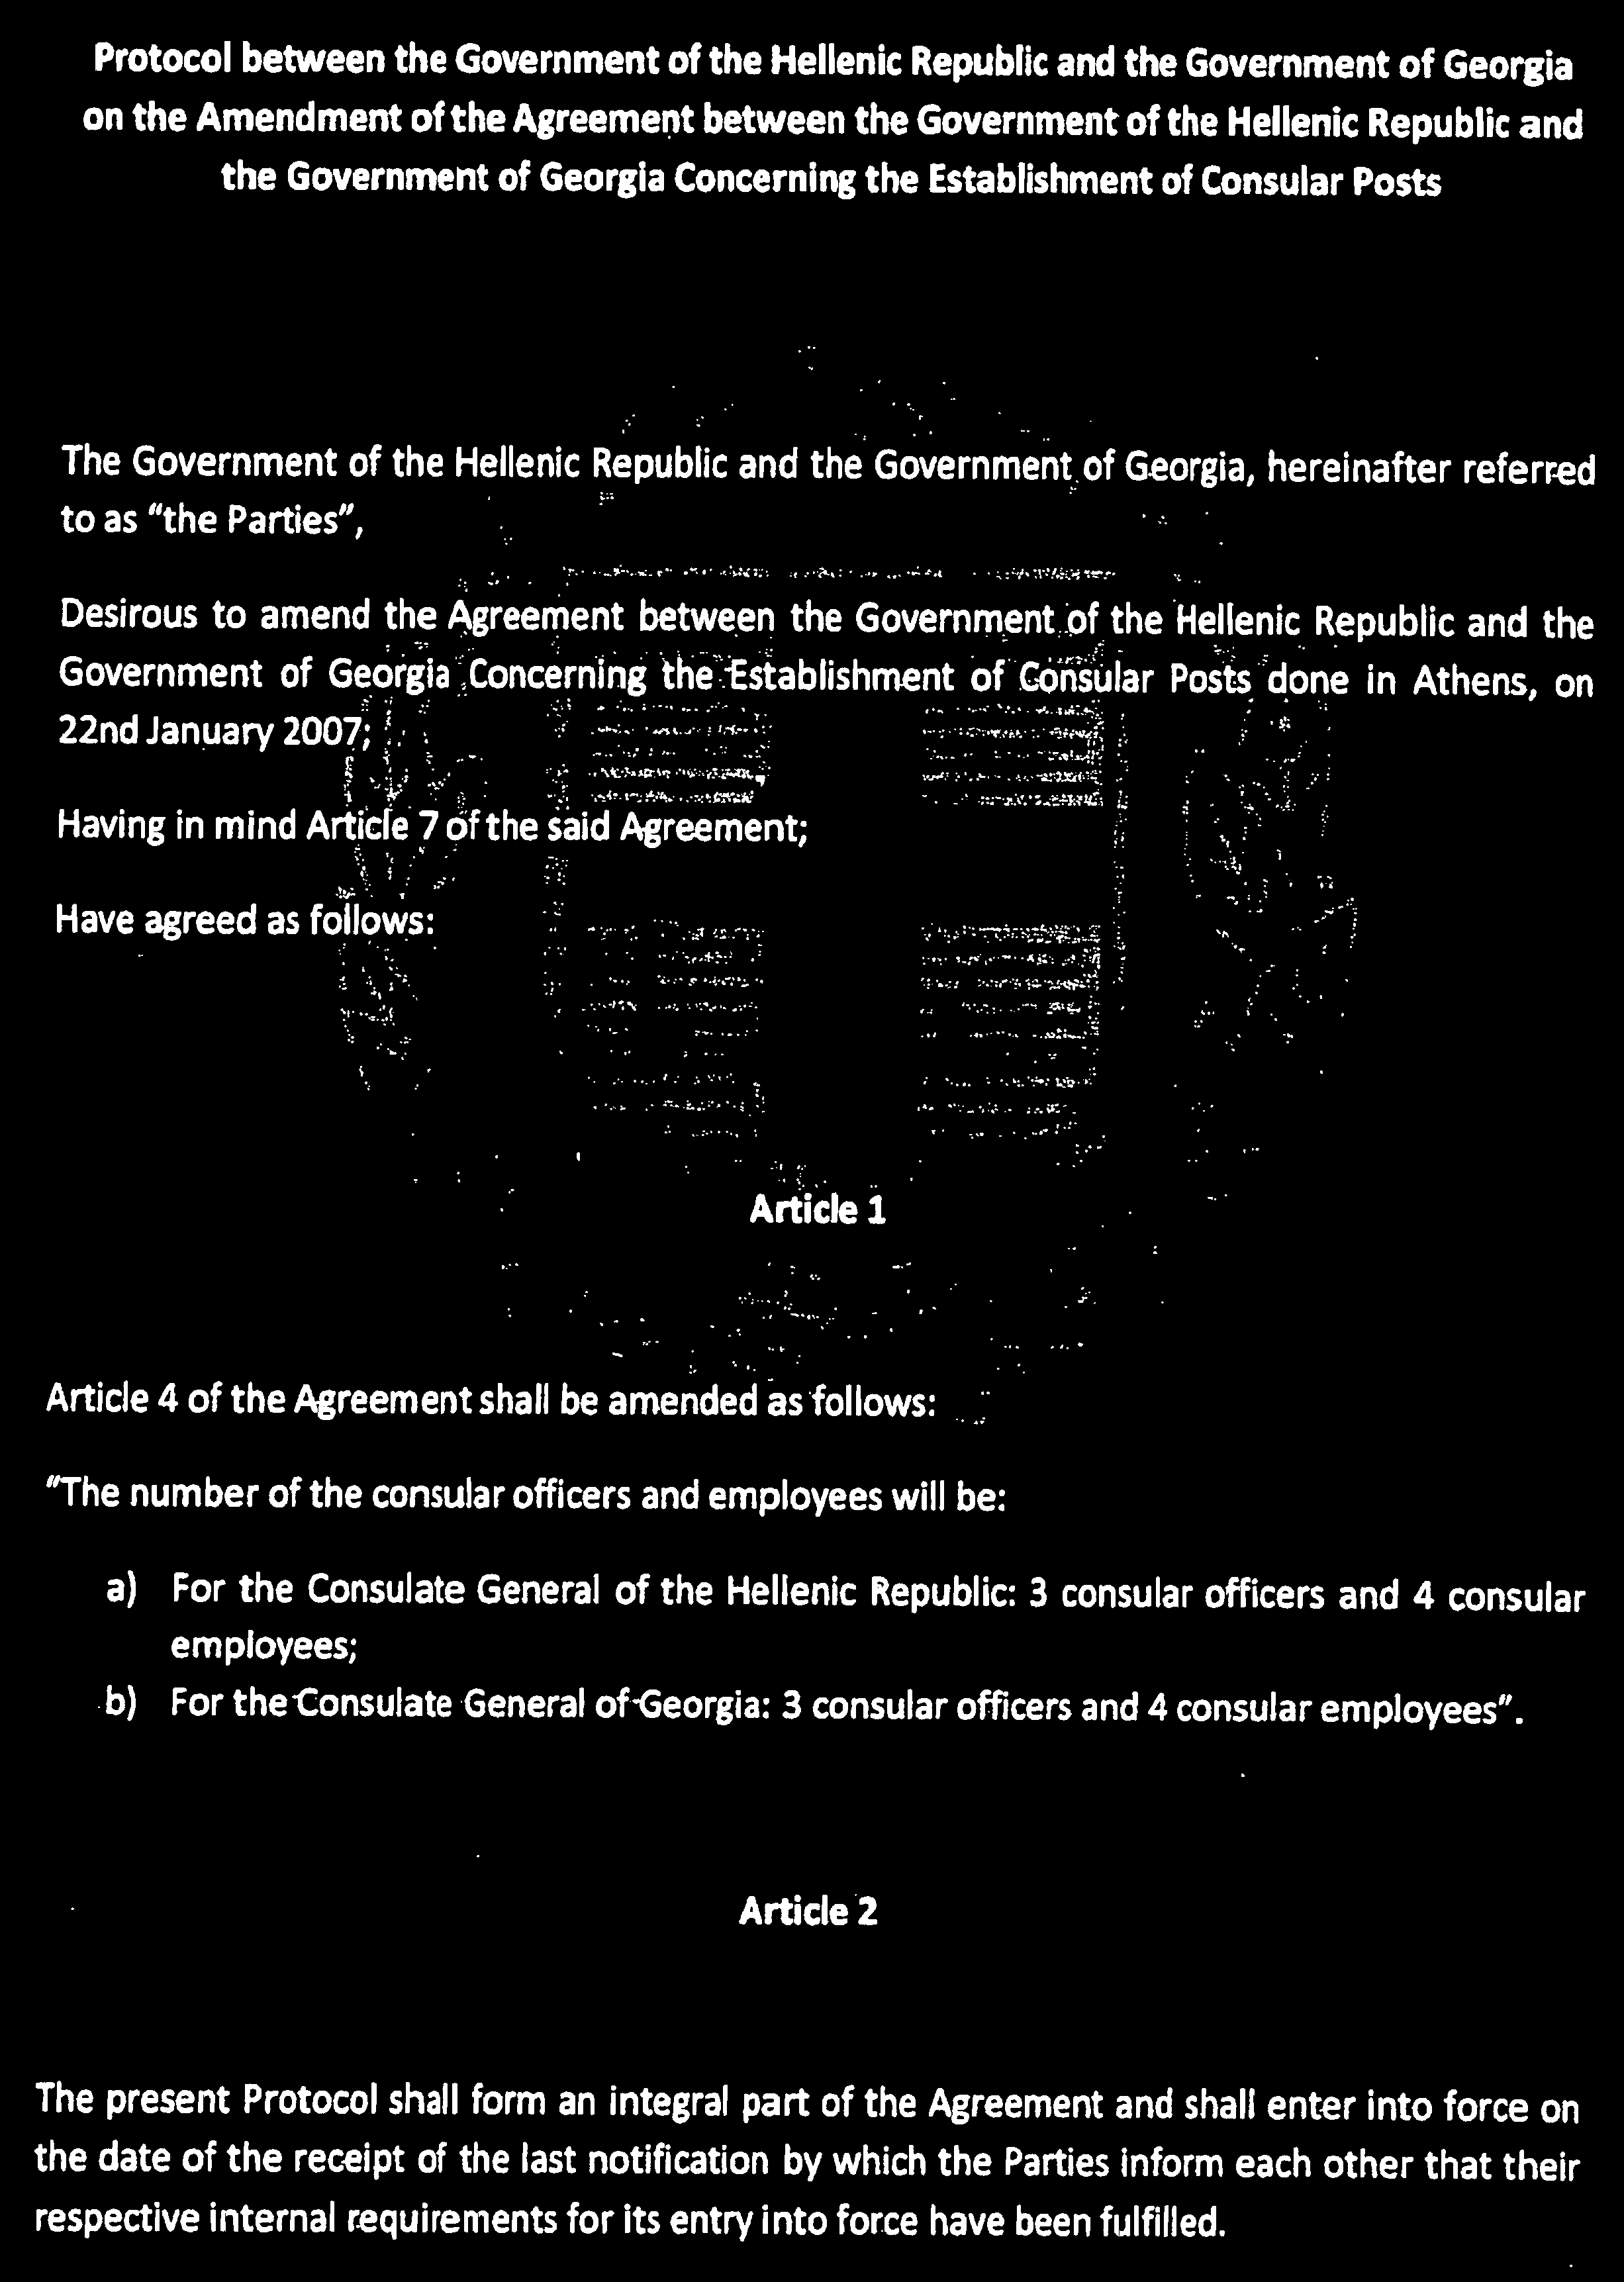 Protocol between the Government of the Hellenic Republic and the Government of Georgia
on the Amendment of the Agreement between the Government of the Hellenic Republic and
the Government of Georgia Concerning the Establishment of Consular Posts
The Government of the Hellenic Republic and the Government of Georgia, hereinafter referred
to as "the Parties",
Desirous to amend the Agreement between the Government of the Hellenic Republic and the
Government of Georgia Concerning the Establishment of Consular Posts done in Athens, on
22nd January 2007;
Having in mind Article 7 of the said Agreement;
Have agreed as follows:
Article 1
Article 4 of the Agreement shall be amended as follows:
"The number of the consular officers and employees will be:
a) For the Consulate General of the Hellenic Republic: 3 consular officers and 4 consular
employees;
b) For the Consulate General of Georgia: 3 consular officers and 4 consular employees".
Article 2
The present Protocol shall form an integral part of the Agreement and shall enter into force on
the date of the receipt of the last notification by which the Parties inform each other that their
respective internal requirements for its entry into force have been fulfilled.